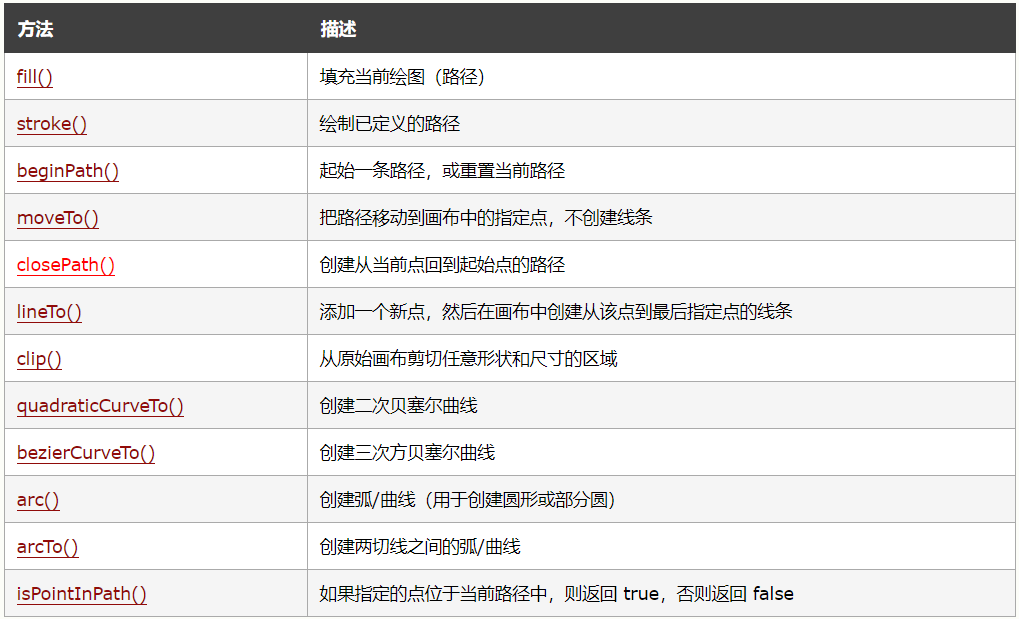 方法 描述
fill() 填充当前绘图（路径）
stroke() 绘制已定义的路径
beginPath() 起始一条路径，或重置当前路径
moveTo() 把路径移动到画布中的指定点，不创建线条
closePath() 创建从当前点回到起始点的路径
lineTo() 添加一个新点，然后在画布中创建从该点到最后指定点的线条
clip() 从原始画布剪切任意形状和尺寸的区域
quadraticCurveTo() 创建二次贝塞尔曲线
bezierCurveTo() 创建三次方贝塞尔曲线
arc() 创建弧/曲线（用于创建圆形或部分圆）
arcTo() 创建两切线之间的弧/曲线
isPointInPath() 如果指定的点位于当前路径中，则返回 true，否则返回 false